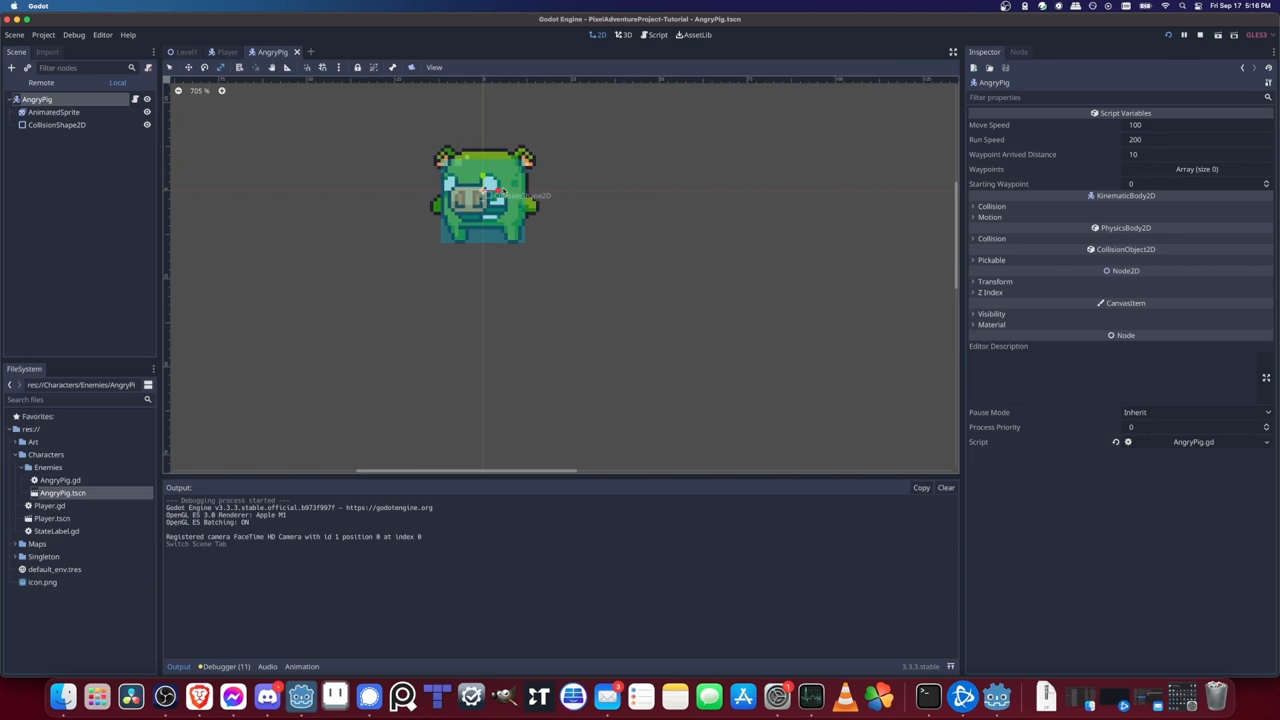 Godot
Fri Sep 17 5:16 PM
Godot Engine - PixelAdventureProject-Tutorial - AngryPig.tscn
Scene Project Debug Editor Help
2D 3D Script AssetLib
GLES3
Scene Import
Level1 Player AngryPig
Inspector Node
Filter nodes
View
Remote Local
AngryPig
Filter properties
705 %
AngryPig
AnimatedSprite
CollisionShape2D
Script Variables
Move Speed 100
Run Speed 200
Waypoint Arrived Distance 10
Waypoints Array (size 0)
Starting Waypoint 0
KinematicBody2D
Collision
Motion
PhysicsBody2D
Collision
CollisionObject2D
Pickable
Node2D
Transform
Z Index
CanvasItem
Visibility
Material
Node
Editor Description
Pause Mode Inherit
Process Priority 0
Script AngryPig.gd
CollisionShape2D
FileSystem
res://Characters/Enemies/AngryPi
Search files
Favorites:
res://
Art
Characters
Enemies
AngryPig.gd
AngryPig.tscn
Player.gd
Player.tscn
StateLabel.gd
Maps
Singleton
default_env.tres
icon.png
Output:
Copy Clear
--- Debugging process started ---
Godot Engine v3.3.3.stable.official.b973f997f - https://godotengine.org
OpenGL ES 3.0 Renderer: Apple M1
OpenGL ES Batching: ON
Registered camera FaceTime HD Camera with id 1 position 0 at index 0
Switch Scene Tab
Output Debugger (11) Audio Animation
3.3.3.stable